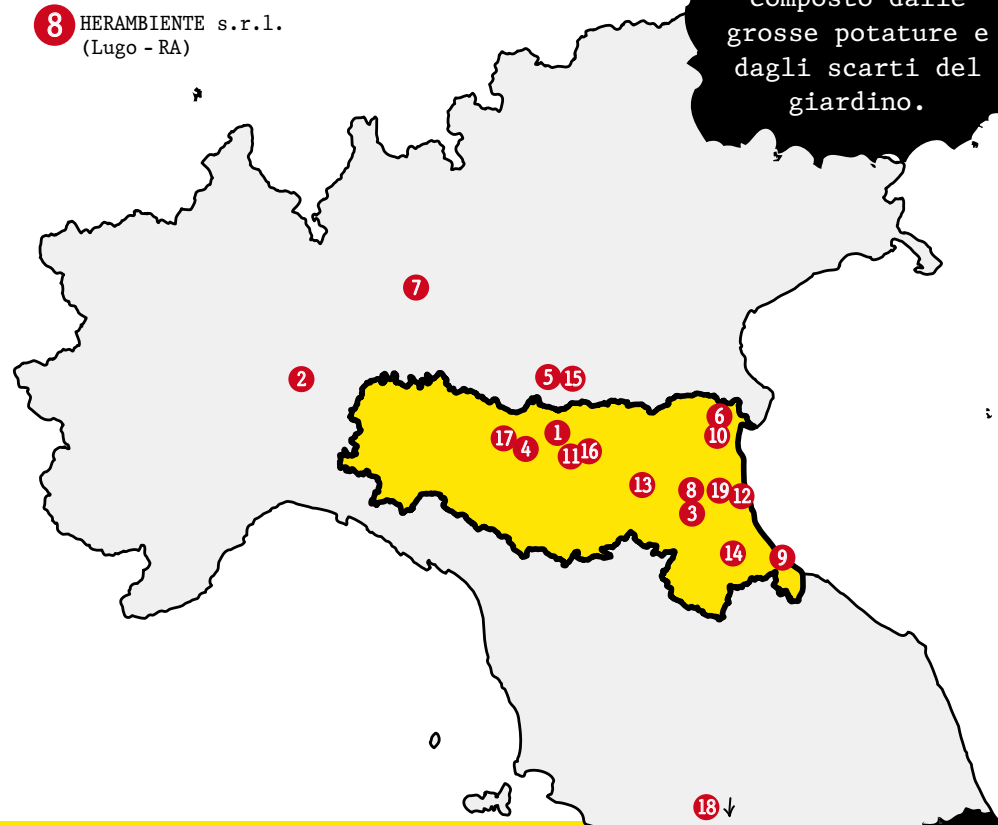 8 HERAMBIENTE s.r.l.
(Lugo - RA)
grosse potature e
dagli scarti del
giardino.
7
2
5 15
6
17 4 1 10
11 16
13 8 19 12
3
14 9
18